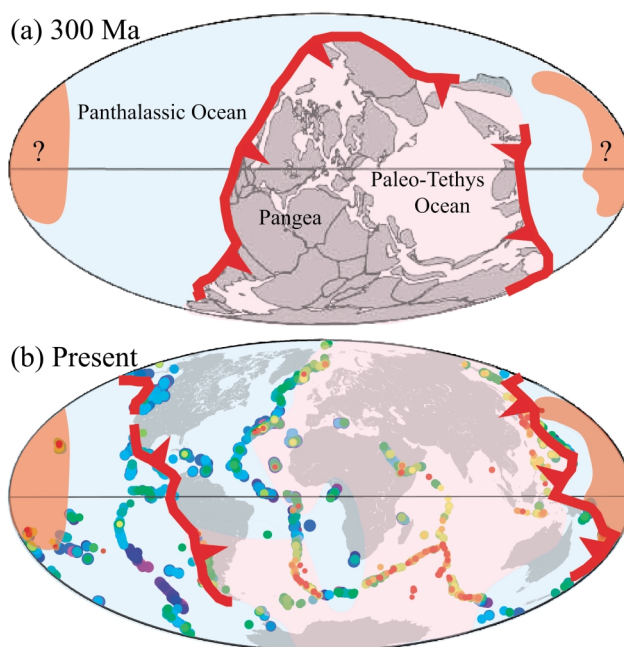 (a) 300 Ma
Panthalassic Ocean
?
?
Paleo-Tethys
Ocean
Pangea
(b) Present